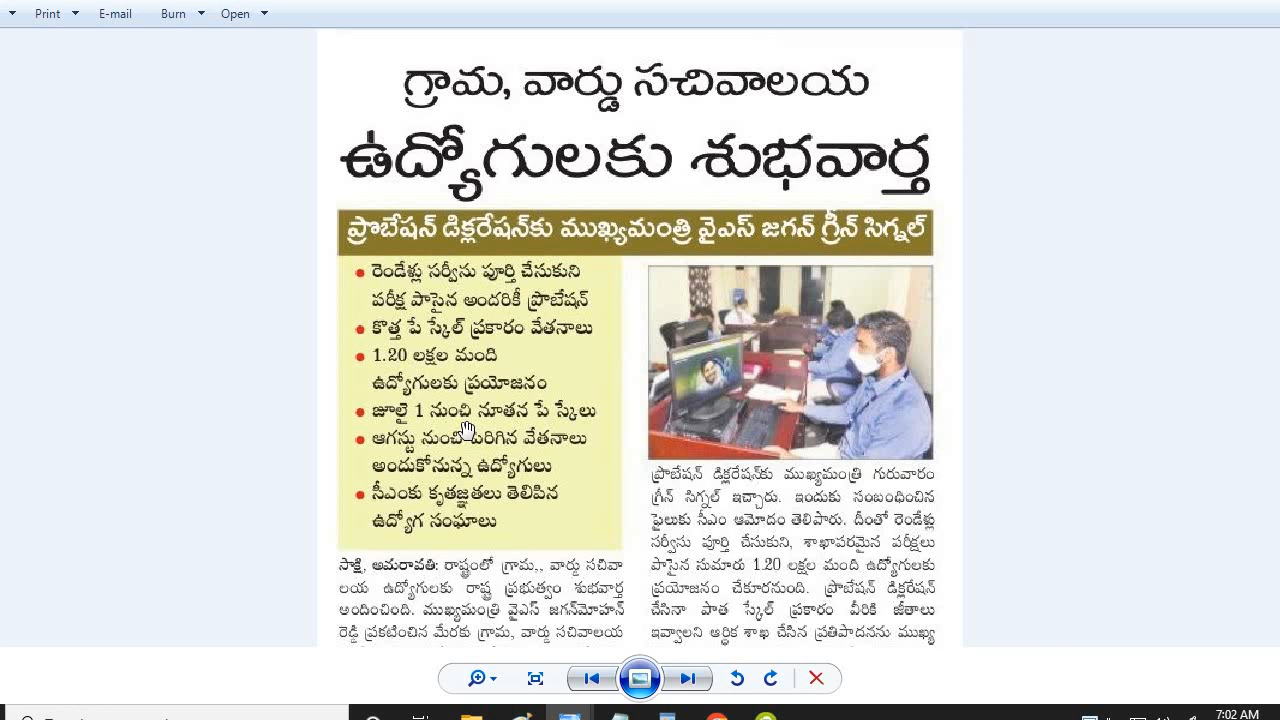 Print
E-mail
Burn
Open
గ్రామ, వార్డు సచివాలయ
ఉద్యోగులకు శుభవార్త
ప్రొబేషన్ డిక్లరేషన్‌కు ముఖ్యమంత్రి వైఎస్ జగన్ గ్రీన్ సిగ్నల్
• రెండేళ్లు సర్వీసు పూర్తి చేసుకుని
పరీక్ష పాసైన అందరికీ ప్రొబేషన్
• కొత్త పే స్కేల్ ప్రకారం వేతనాలు
• 1.20 లక్షల మంది
ఉద్యోగులకు ప్రయోజనం
• జూలై 1 నుంచి నూతన పే స్కేలు
• ఆగస్టు నుంచి పెరిగిన వేతనాలు
అందుకోనున్న ఉద్యోగులు
• సీఎంకు కృతజ్ఞతలు తెలిపిన
ఉద్యోగ సంఘాలు
సాక్షి, అమరావతి: రాష్ట్రంలో గ్రామ,, వార్డు సచివా
లయ ఉద్యోగులకు రాష్ట్ర ప్రభుత్వం శుభవార్త
అందించింది. ముఖ్యమంత్రి వైఎస్ జగన్‌మోహన్
రెడ్డి ప్రకటించిన మేరకు గ్రామ, వార్డు సచివాలయ
ప్రొబేషన్ డిక్లరేషన్‌కు ముఖ్యమంత్రి గురువారం
గ్రీన్ సిగ్నల్ ఇచ్చారు. ఇందుకు సంబంధించిన
ఫైలుకు సీఎం ఆమోదం తెలిపారు. దీంతో రెండేళ్లు
సర్వీసు పూర్తి చేసుకుని, శాఖాపరమైన పరీక్షలు
పాసైన సుమారు 1.20 లక్షల మంది ఉద్యోగులకు
ప్రయోజనం చేకూరనుంది. ప్రొబేషన్ డిక్లరేషన్
చేసినా పాత స్కేల్ ప్రకారం వీరికి జీతాలు
ఇవ్వాలని ఆర్థిక శాఖ చేసిన ప్రతిపాదనను ముఖ్య
7:02 AM